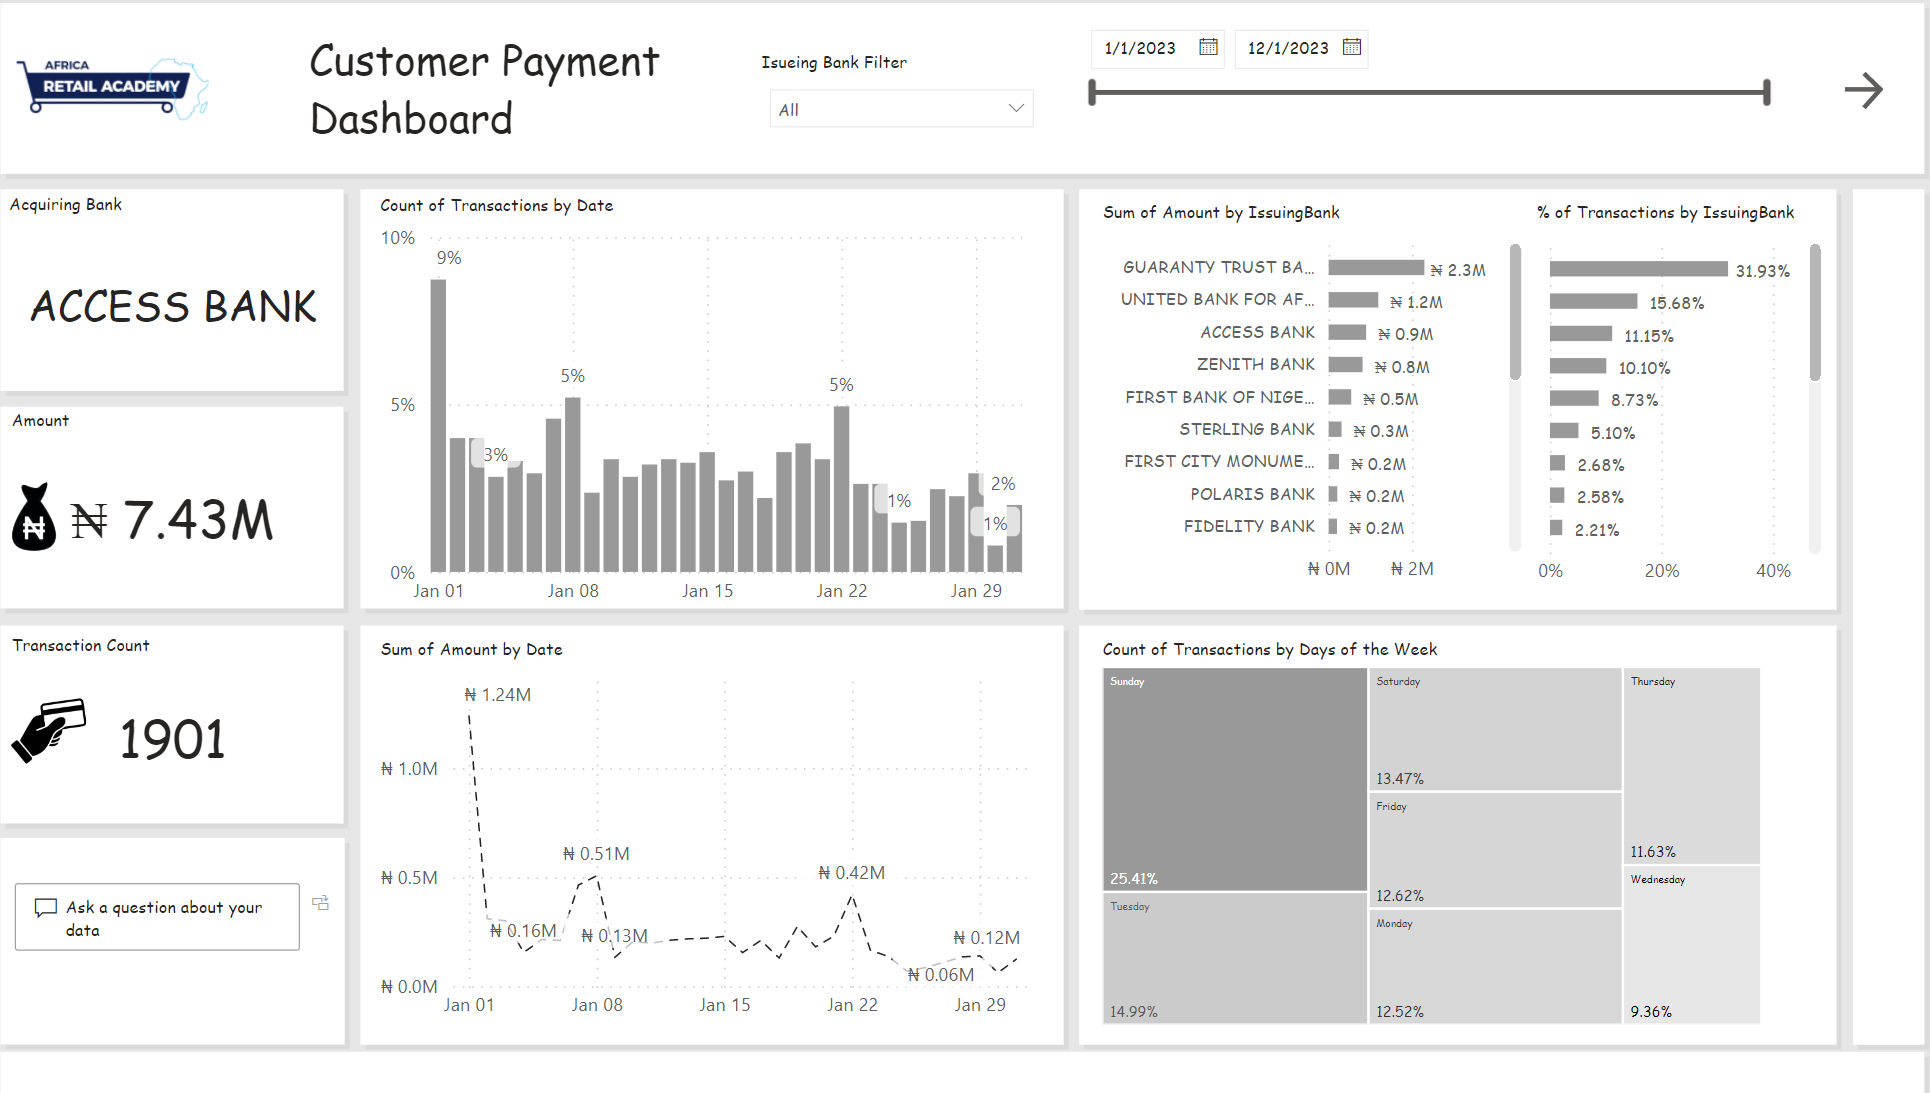 AFRICA
RETAIL ACADEMY
Customer Payment
Dashboard
Isueing Bank Filter
All
1/1/2023
12/1/2023
Acquiring Bank
ACCESS BANK
Amount
₦
₦ 7.43M
Transaction Count
1901
Ask a question about your
data
Count of Transactions by Date
10%
5%
0%
9%
3%
5%
5%
1%
2%
1%
Jan 01
Jan 08
Jan 15
Jan 22
Jan 29
Sum of Amount by IssuingBank
GUARANTY TRUST BA... ₦ 2.3M
UNITED BANK FOR AF... ₦ 1.2M
ACCESS BANK ₦ 0.9M
ZENITH BANK ₦ 0.8M
FIRST BANK OF NIGE... ₦ 0.5M
STERLING BANK ₦ 0.3M
FIRST CITY MONUME... ₦ 0.2M
POLARIS BANK ₦ 0.2M
FIDELITY BANK ₦ 0.2M
₦ 0M ₦ 2M
% of Transactions by IssuingBank
31.93%
15.68%
11.15%
10.10%
8.73%
5.10%
2.68%
2.58%
2.21%
0% 20% 40%
Sum of Amount by Date
₦ 1.0M
₦ 0.5M
₦ 0.0M
₦ 1.24M
₦ 0.16M
₦ 0.51M
₦ 0.13M
₦ 0.42M
₦ 0.06M
₦ 0.12M
Jan 01
Jan 08
Jan 15
Jan 22
Jan 29
Count of Transactions by Days of the Week
Sunday
25.41%
Tuesday
14.99%
Saturday
13.47%
Friday
12.62%
Monday
12.52%
Thursday
11.63%
Wednesday
9.36%